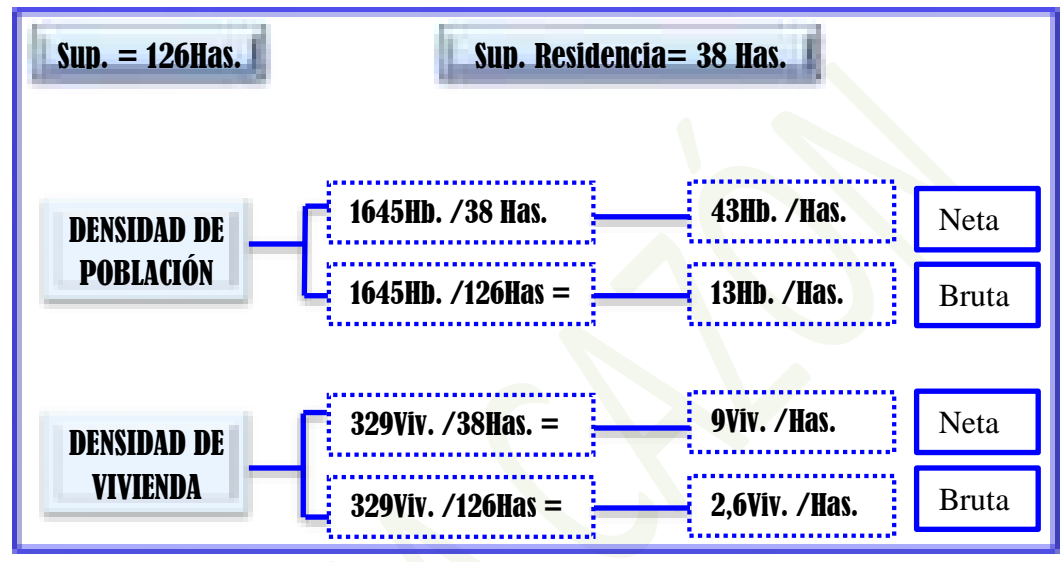 Sup. = 126Has.
Sup. Residencia= 38 Has.
DENSIDAD DE
POBLACIÓN
1645Hb. /38 Has.
43Hb. /Has.
Neta
1645Hb. /126Has =
13Hb. /Has.
Bruta
DENSIDAD DE
VIVIENDA
329Viv. /38Has. =
9Viv. /Has.
Neta
329Viv. /126Has =
2,6Viv. /Has.
Bruta
CAZÓN